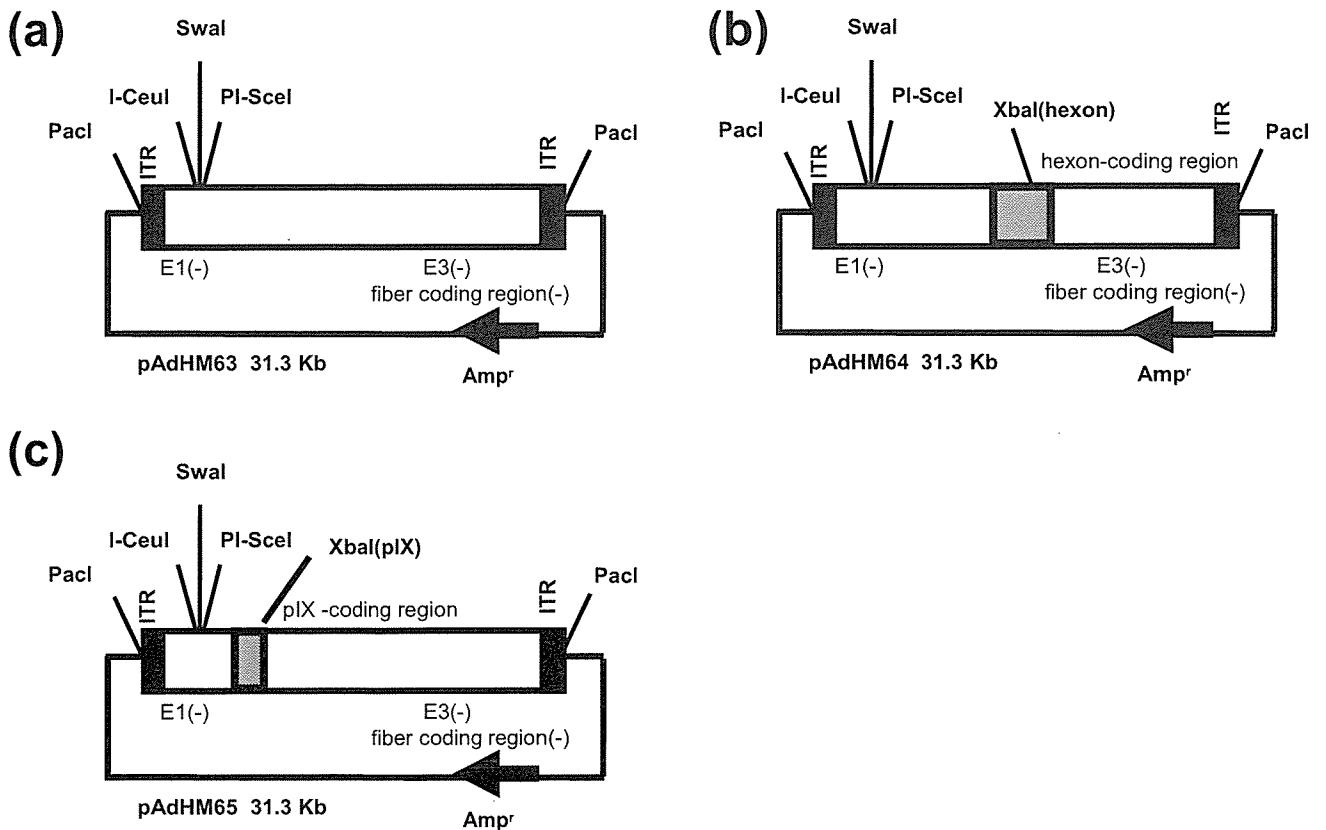 (a)
SwaI
I-CeuI
PI-SceI
PacI
ITR
ITR
PacI
E1(-)
E3(-)
fiber coding region(-)
pAdHM63 31.3 Kb
Ampr
(b)
SwaI
I-CeuI
PI-SceI
XbaI(hexon)
PacI
ITR
hexon-coding region
ITR
PacI
E1(-)
E3(-)
fiber coding region(-)
pAdHM64 31.3 Kb
Ampr
(c)
SwaI
I-CeuI
PI-SceI
XbaI(pIX)
PacI
ITR
pIX -coding region
ITR
PacI
E1(-)
E3(-)
fiber coding region(-)
pAdHM65 31.3 Kb
Ampr